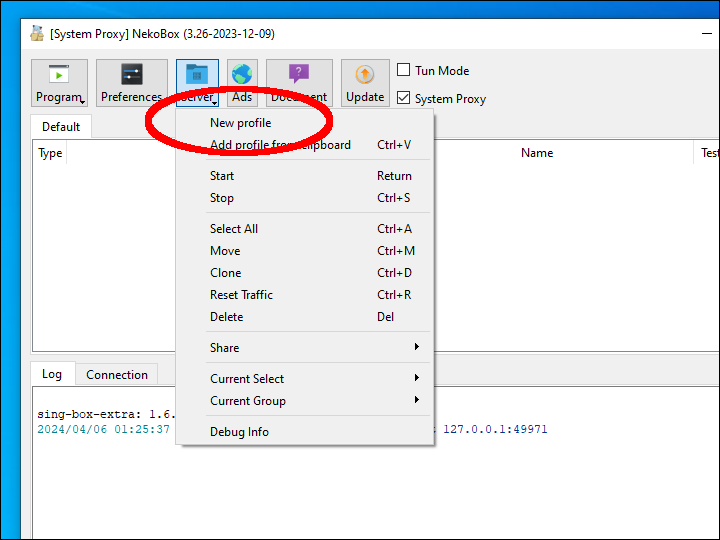 [System Proxy] NekoBox (3.26-2023-12-09)
Program Preferences Server Ads Document Update
Tun Mode
System Proxy
Default
Type Name Test
New profile
Add profile from clipboard Ctrl+V
Start Return
Stop Ctrl+S
Select All Ctrl+A
Move Ctrl+M
Clone Ctrl+D
Reset Traffic Ctrl+R
Delete Del
Share
Current Select
Current Group
Debug Info
Log Connection
sing-box-extra: 1.6.
2024/04/06 01:25:37 127.0.0.1:49971